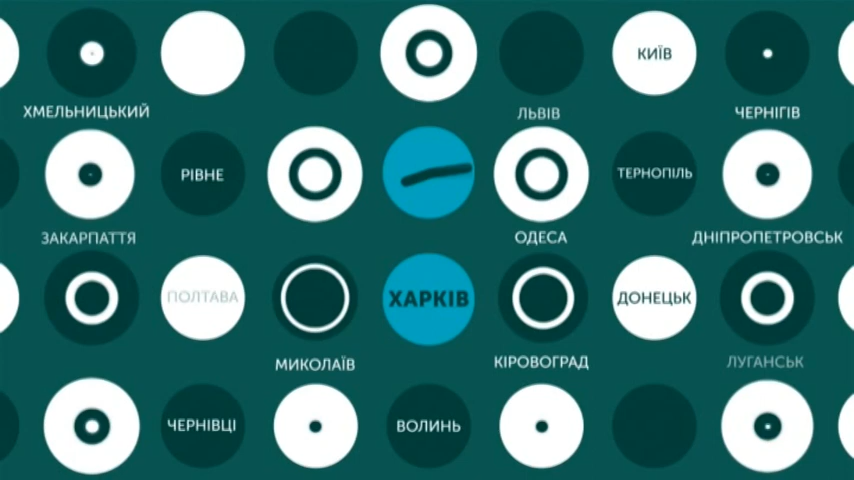 КИЇВ
ХМЕЛЬНИЦЬКИЙ
ЛЬВІВ
ЧЕРНІГІВ
РІВНЕ
ТЕРНОПІЛЬ
ЗАКАРПАТТЯ
ОДЕСА
ДНІПРОПЕТРОВСЬК
ПОЛТАВА
ХАРКІВ
ДОНЕЦЬК
МИКОЛАЇВ
КІРОВОГРАД
ЛУГАНСЬК
ЧЕРНІВЦІ
ВОЛИНЬ